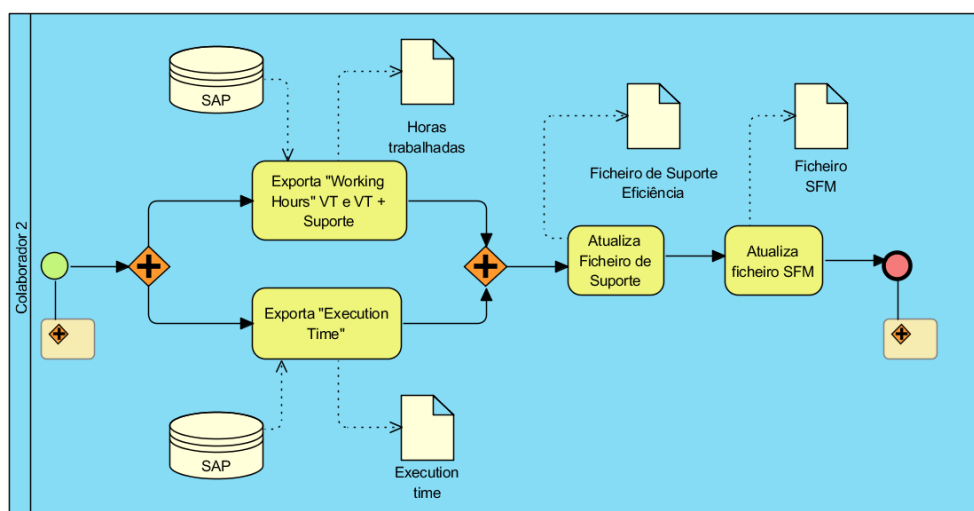 Colaborador 2
SAP
Horas
trabalhadas
Exporta "Working
Hours" VT e VT +
Suporte
Exporta "Execution
Time"
SAP
Execution
time
Ficheiro de Suporte
Eficiência
Atualiza
Ficheiro de
Suporte
Ficheiro
SFM
Atualiza
ficheiro SFM